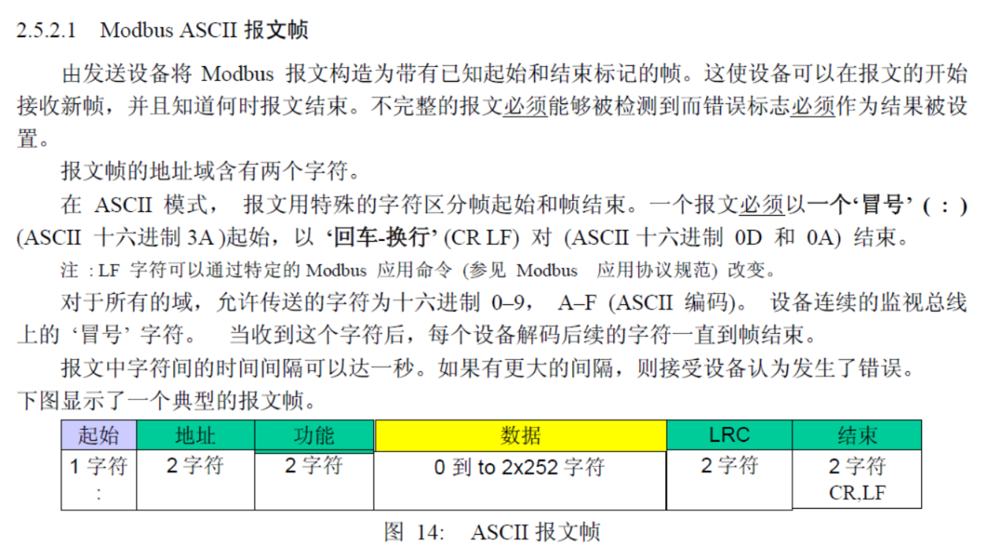 2.5.2.1 Modbus ASCII 报文帧
由发送设备将 Modbus 报文构造为带有已知起始和结束标记的帧。这使设备可以在报文的开始
接收新帧，并且知道何时报文结束。不完整的报文必须能够被检测到而错误标志必须作为结果被设
置。
报文帧的地址域含有两个字符。
在 ASCII 模式， 报文用特殊的字符区分帧起始和帧结束。一个报文必须以一个‘冒号’ ( : )
(ASCII 十六进制 3A )起始，以 ‘回车-换行’ (CR LF) 对 (ASCII 十六进制 0D 和 0A) 结束。
注 : LF 字符可以通过特定的 Modbus 应用命令 (参见 Modbus 应用协议规范) 改变。
对于所有的域，允许传送的字符为十六进制 0–9， A–F (ASCII 编码)。 设备连续的监视总线
上的 ‘冒号’ 字符。 当收到这个字符后，每个设备解码后续的字符一直到帧结束。
报文中字符间的时间间隔可以达一秒。如果有更大的间隔，则接受设备认为发生了错误。
下图显示了一个典型的报文帧。
起始 地址 功能 数据 LRC 结束
1 字符 2 字符 2 字符 0 到 to 2x252 字符 2 字符 2 字符
: CR,LF
图 14: ASCII 报文帧